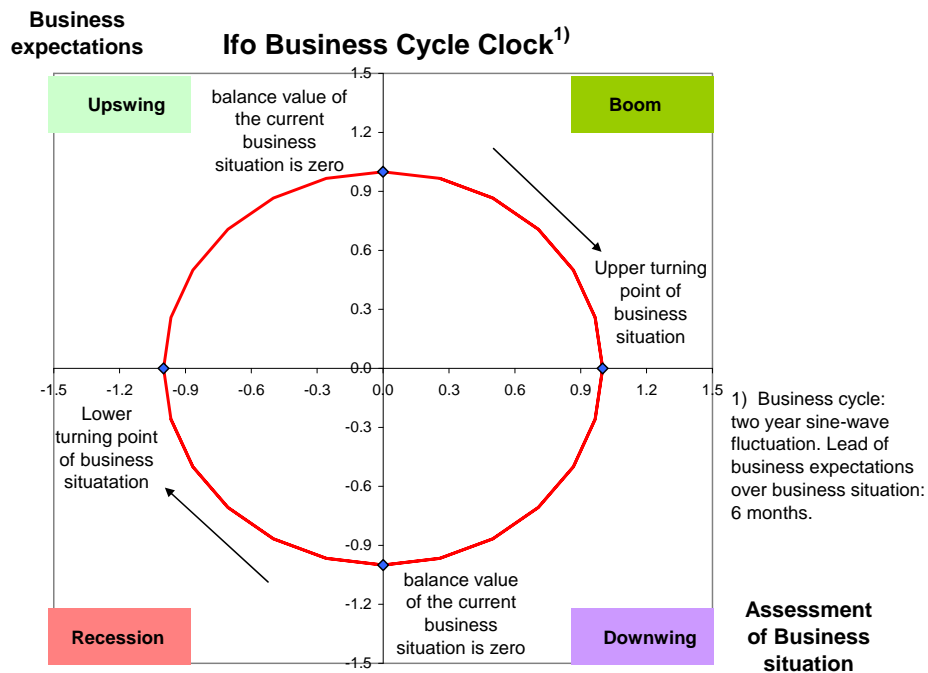 Business
expectations
Ifo Business Cycle Clock1)
Upswing
balance value of
the current
business
situation is zero
Boom
1.5
1.2
0.9
0.6
0.3
0.0
-0.3
-0.6
-0.9
-1.2
-1.5
-1.5 -1.2 -0.9 -0.6 -0.3 0.0 0.3 0.6 0.9 1.2 1.5
Upper turning
point of
business
situation
Lower
turning point
of business
situatation
1) Business cycle:
two year sine-wave
fluctuation. Lead of
business expectations
over business situation:
6 months.
balance value
of the current
business
situation is zero
Recession
Downwing
Assessment
of Business
situation